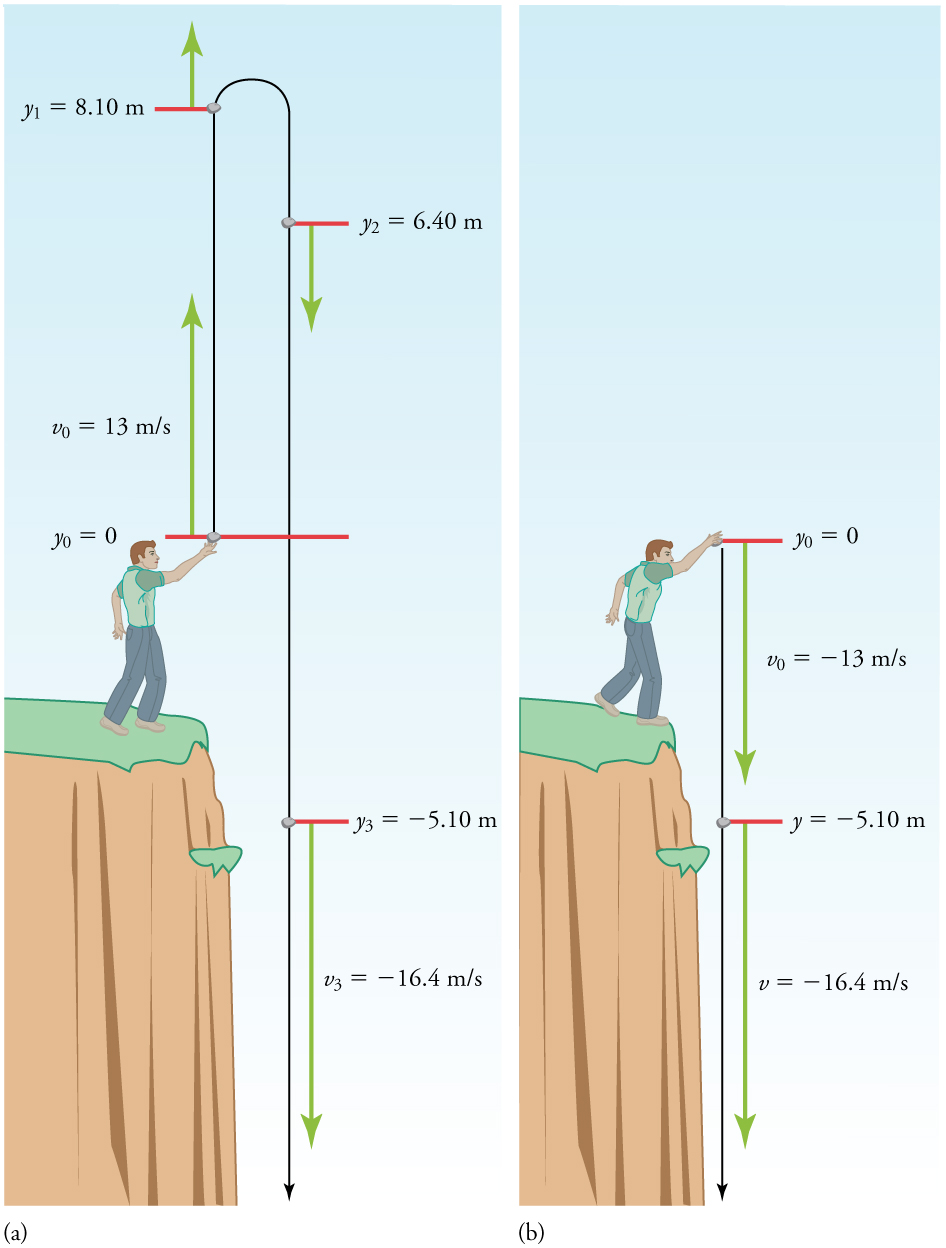 y₁ = 8.10 m
y₂ = 6.40 m
v₀ = 13 m/s
y₀ = 0
y₃ = −5.10 m
v₃ = −16.4 m/s
(a)
y₀ = 0
v₀ = −13 m/s
y = −5.10 m
v = −16.4 m/s
(b)